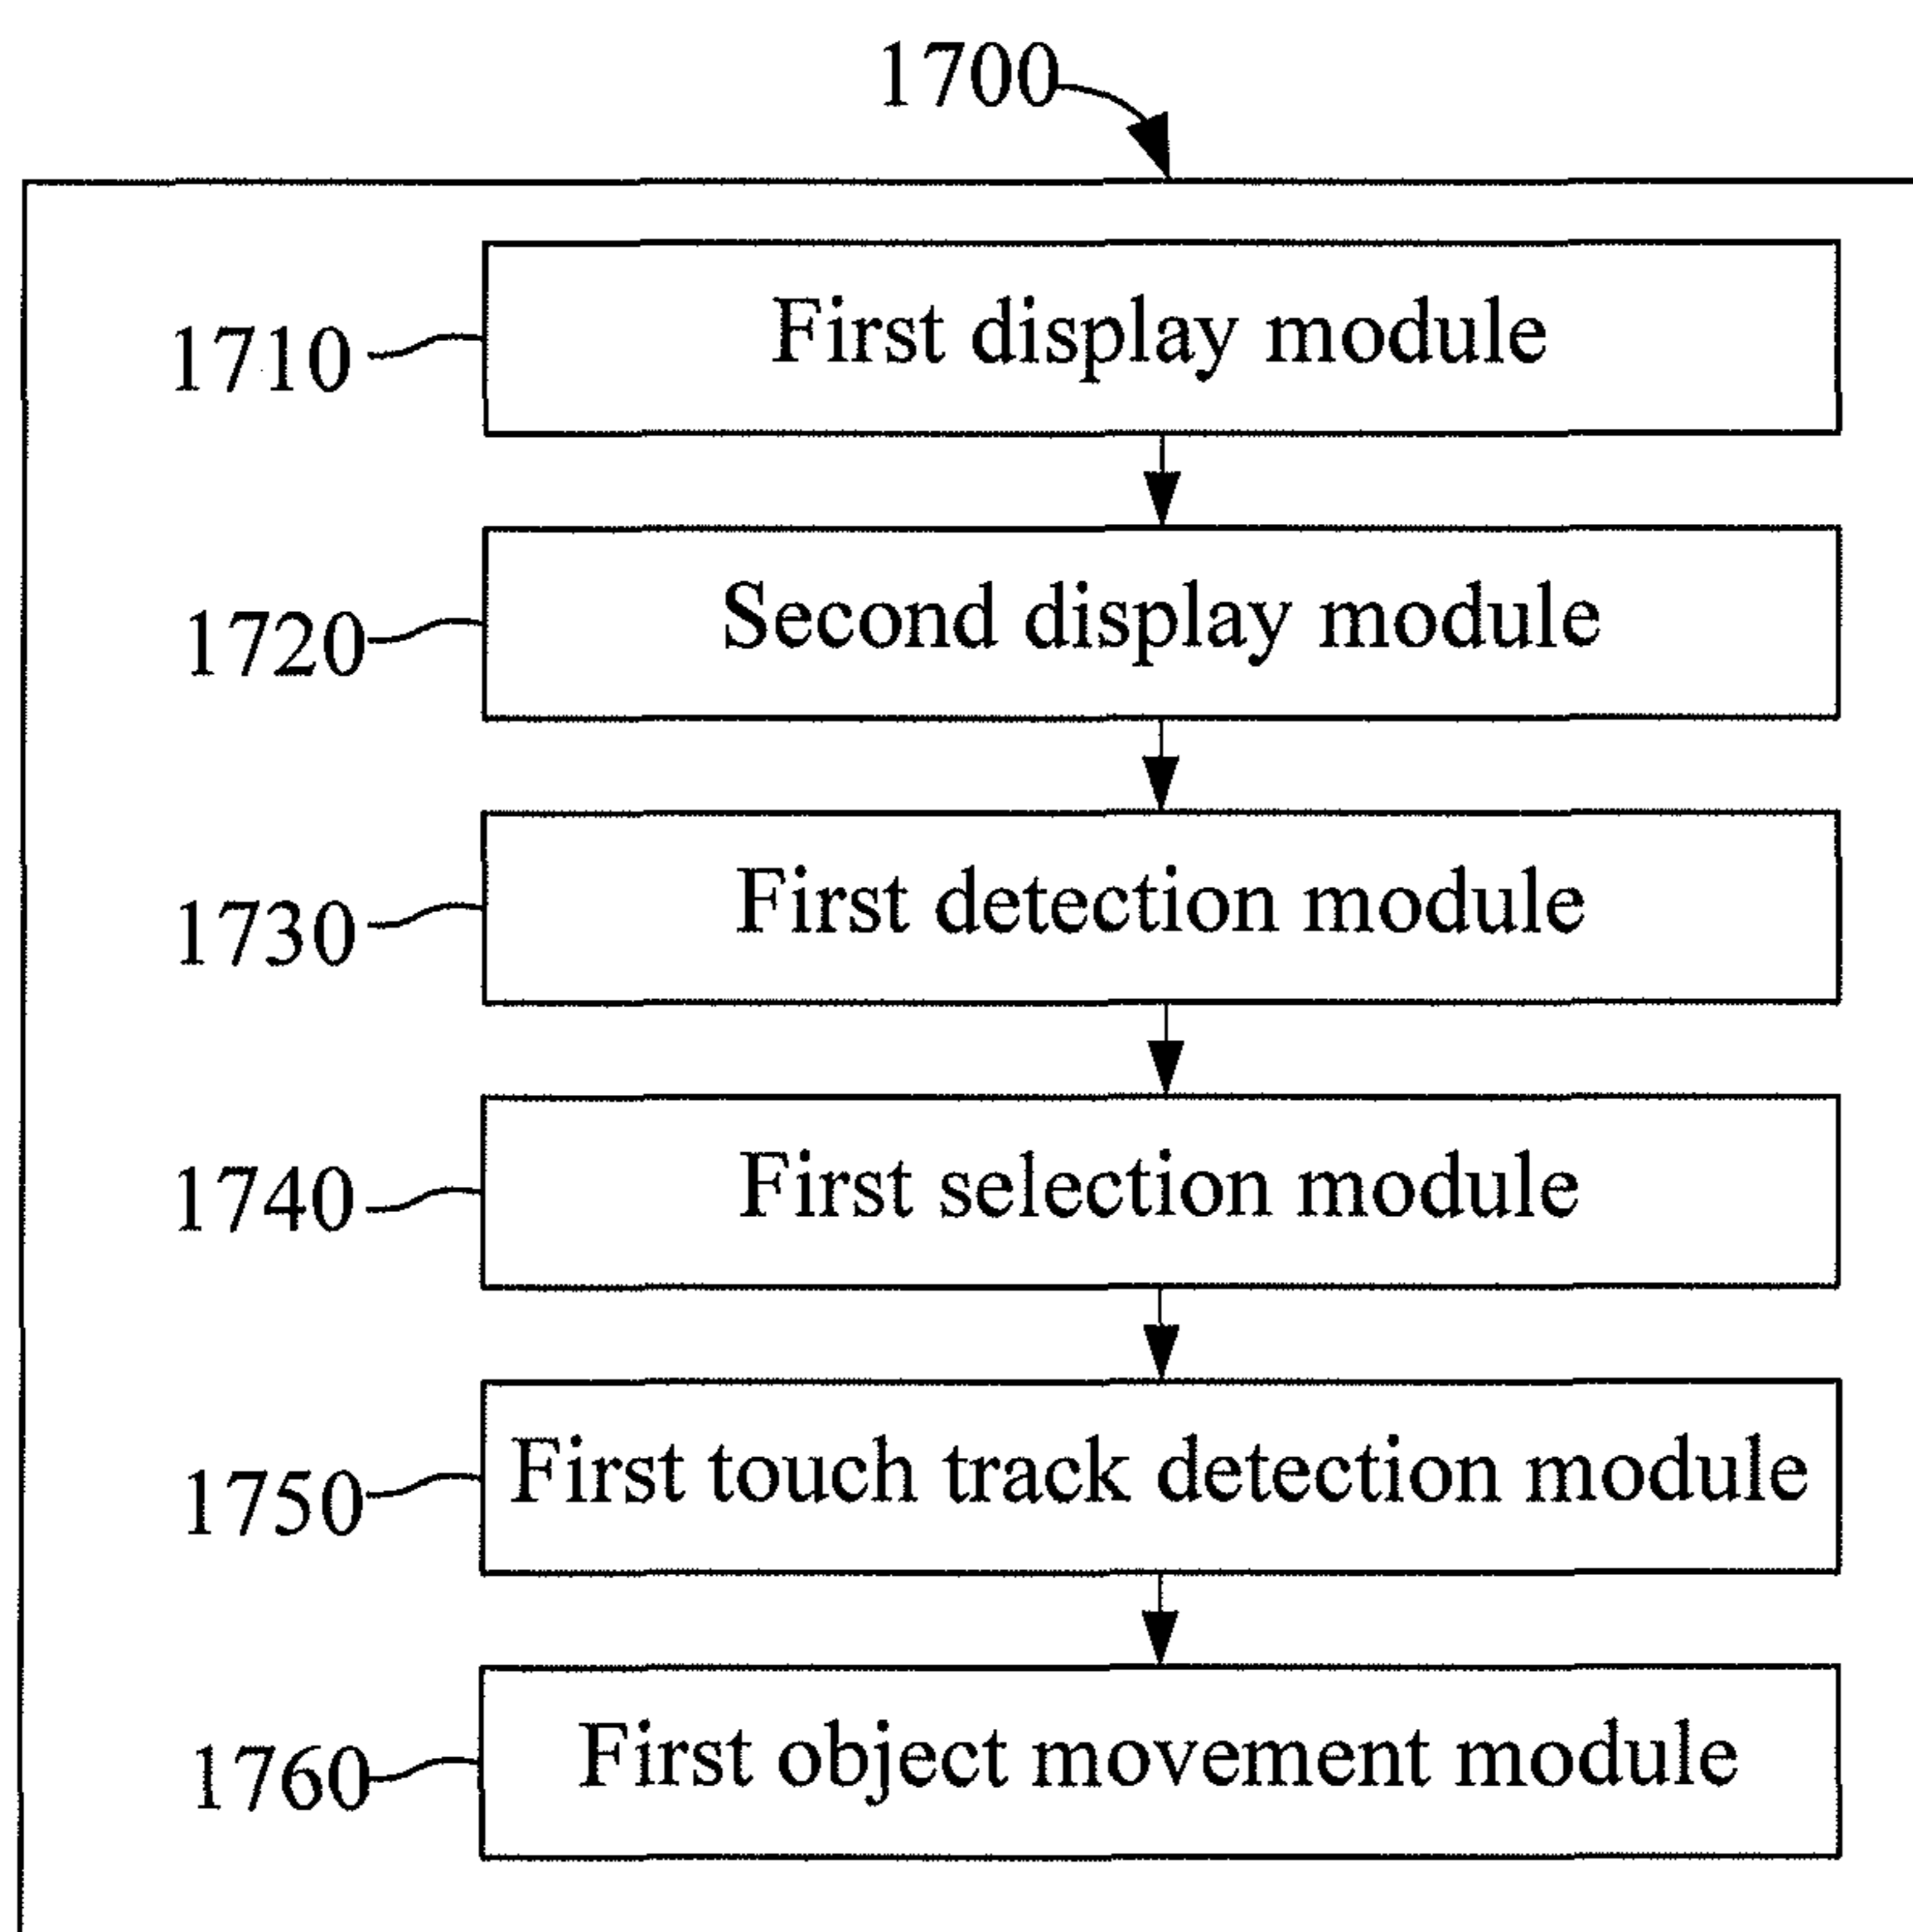 1700
1710 First display module
1720 Second display module
1730 First detection module
1740 First selection module
1750 First touch track detection module
1760 First object movement module